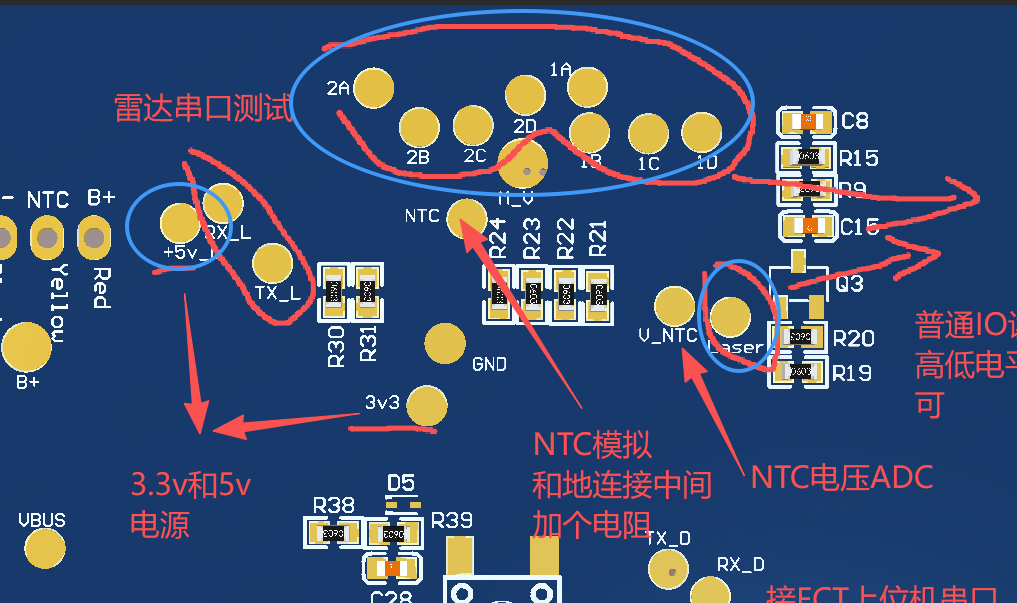 雷达串口测试
2A
1A
2B
2C
2D
1B
1C
1D
C8
R15
R9
C15
NTC
B+
NTC
RX_L
+5v_L
TX_L
Yellow
Red
R24
R23
R22
R21
Q3
R30
R31
V_NTC
Laser
R20
R19
GND
B+
3v3
普通IO
高低电平
可
3.3v和5v
电源
NTC模拟
和地连接中间
加个电阻
NTC电压ADC
D5
R38
R39
VBUS
TX_D
RX_D
C28
接FCT上位机串口